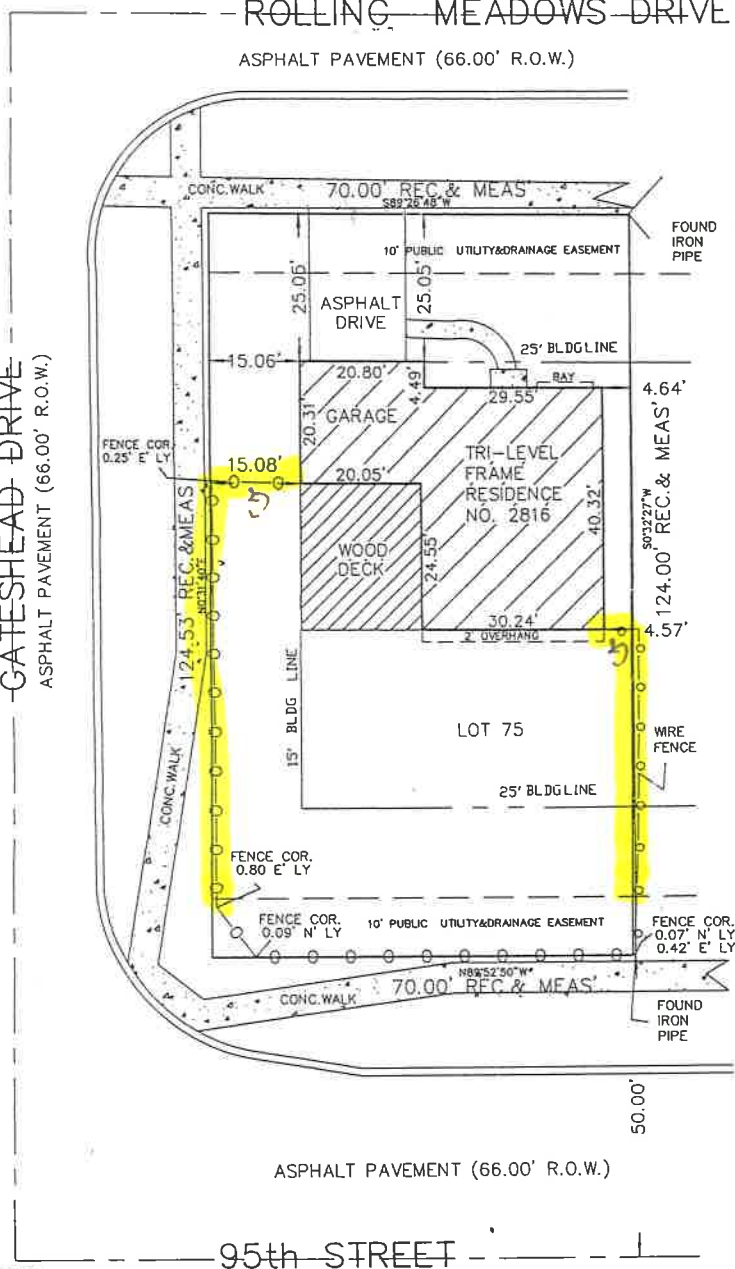 ROLLING MEADOWS DRIVE
ASPHALT PAVEMENT (66.00' R.O.W.)
CONC.WALK
70.00' REC.& MEAS'
S89°26'48"W
FOUND
IRON
PIPE
10' PUBLIC UTILITY&DRAINAGE EASEMENT
25.06'
25.05'
ASPHALT
DRIVE
25' BLDGLINE
15.06'
20.80'
4.49'
BAY
29.55'
4.64'
GATESHEAD DRIVE
ASPHALT PAVEMENT (66.00' R.O.W.)
20.31'
GARAGE
FENCE COR.
0.25' E' LY
15.08'
20.05'
TRI-LEVEL
FRAME
RESIDENCE
NO. 2816
40.32'
S0°32'27"W
124.00' REC.& MEAS'
124.53' REC.&MEAS
N0°31'40"E
WOOD
DECK
24.55'
30.24'
2' OVERHANG
4.57'
15' BLDG LINE
LOT 75
WIRE
FENCE
25' BLDGLINE
CONC.WALK
FENCE COR.
0.80 E' LY
FENCE COR.
0.09' N' LY
10' PUBLIC UTILITY&DRAINAGE EASEMENT
FENCE COR.
0.07' N' LY
0.42' E' LY
N89°52'50"W
CONC.WALK
70.00' REC.& MEAS'
FOUND
IRON
PIPE
50.00'
ASPHALT PAVEMENT (66.00' R.O.W.)
95th STREET